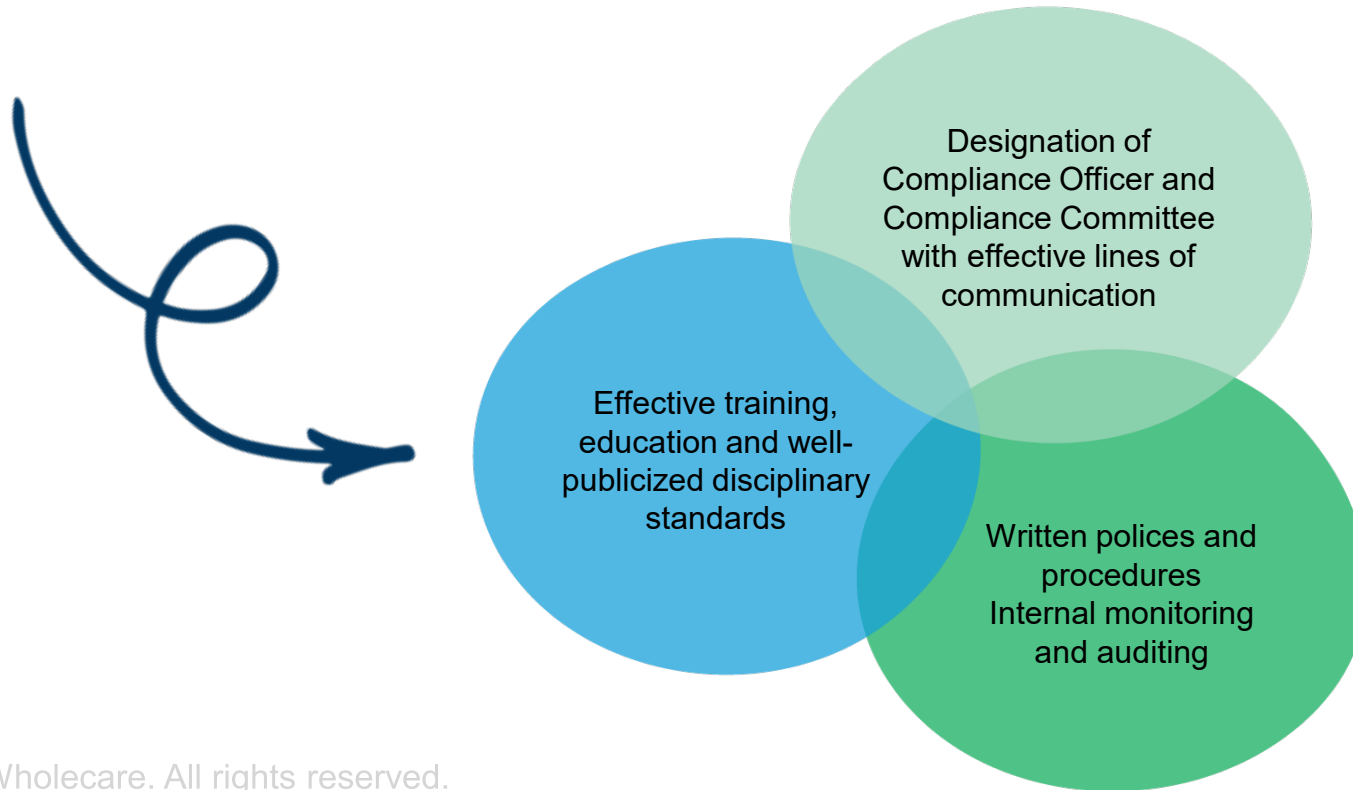 Designation of
Compliance Officer and
Compliance Committee
with effective lines of
communication
Effective training,
education and well-
publicized disciplinary
standards
Written polices and
procedures
Internal monitoring
and auditing
Wholecare. All rights reserved.